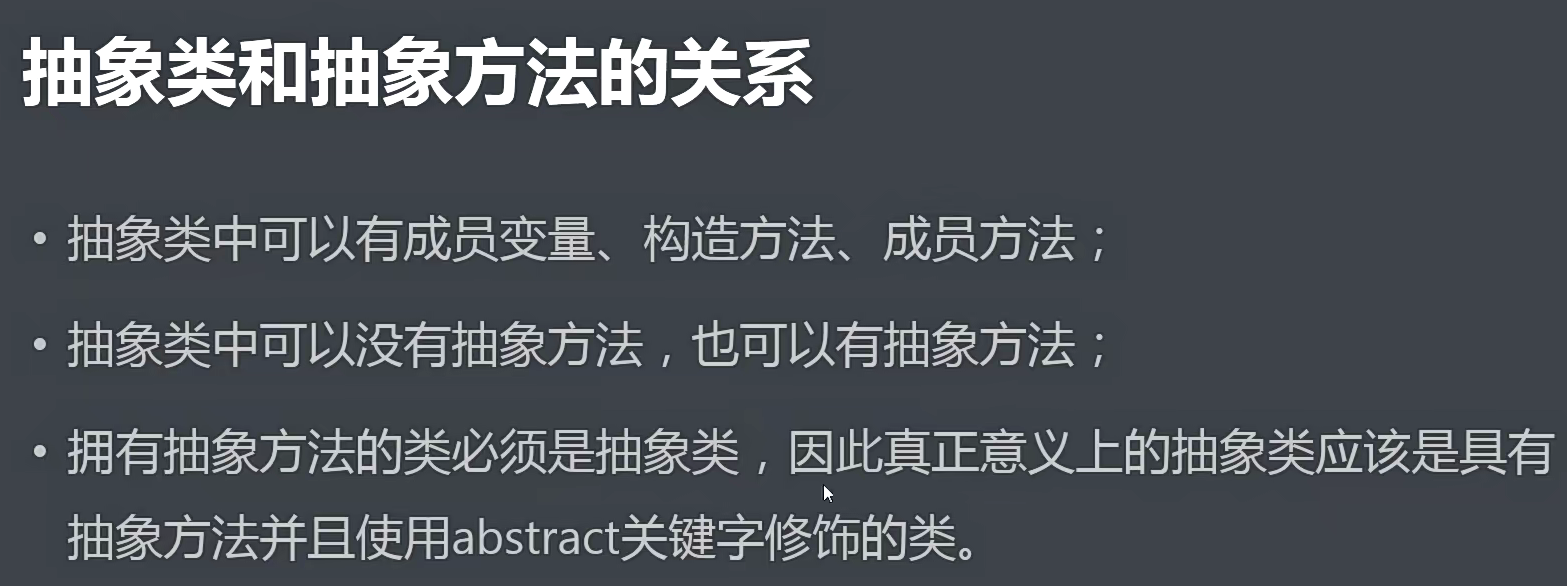 抽象类和抽象方法的关系
• 抽象类中可以有成员变量、构造方法、成员方法；
• 抽象类中可以没有抽象方法，也可以有抽象方法；
• 拥有抽象方法的类必须是抽象类，因此真正意义上的抽象类应该是具有
抽象方法并且使用abstract关键字修饰的类。